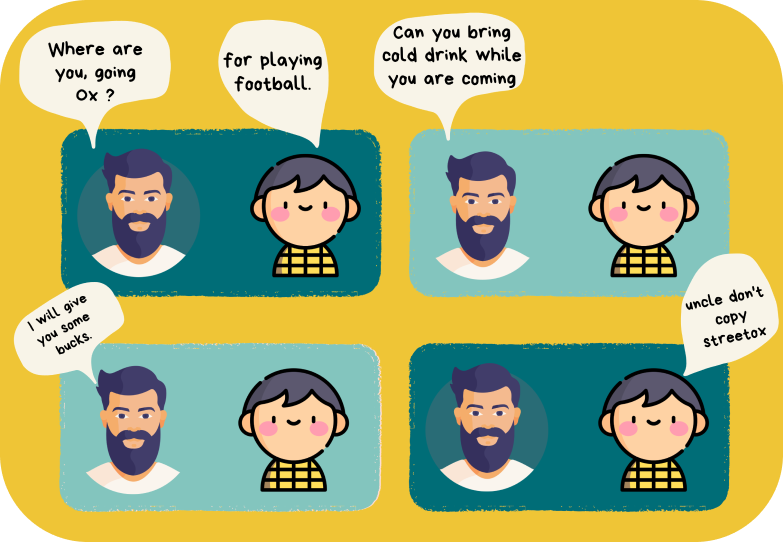 Where are
you, going
Ox ?
for playing
football.
Can you bring
cold drink while
you are coming
I will give
you some
bucks.
uncle don't
copy
streetox